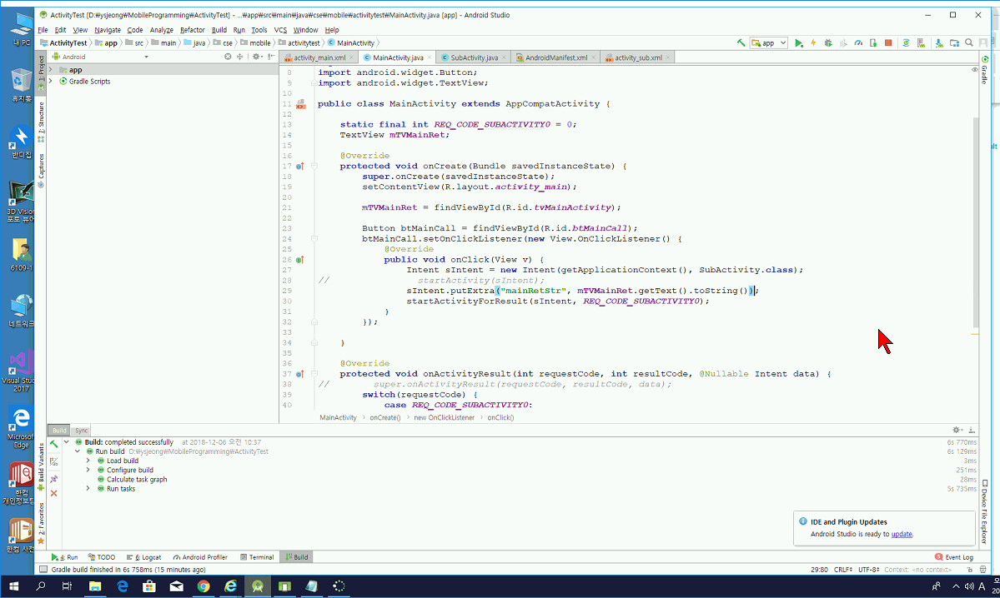 ActivityTest [D:₩ysjeong₩MobileProgramming₩ActivityTest] - ...₩app₩src₩main₩java₩cse₩mobile₩activitytest₩MainActivity.java [app] - Android Studio
File Edit View Navigate Code Analyze Refactor Build Run Tools VCS Window Help
ActivityTest app src main java cse mobile activitytest MainActivity
app
Android
activity_main.xml MainActivity.java SubActivity.java AndroidManifest.xml activity_sub.xml
app
Gradle Scripts
1: Project
7: Structure
Captures
Build Variants
2: Favorites
Gradle
Device File Explorer
내 PC
휴지통
반디집
3D Vision
포토 뷰어
6109-1
네트워크
Visual Stud
2017
Microsoft
Edge
한컴
개인정보탐
한컴 사전
8 import android.widget.Button;
9 import android.widget.TextView;
10
11 public class MainActivity extends AppCompatActivity {
12
13 static final int REQ_CODE_SUBACTIVITY0 = 0;
14 TextView mTVMainRet;
15
16 @Override
17 protected void onCreate(Bundle savedInstanceState) {
18 super.onCreate(savedInstanceState);
19 setContentView(R.layout.activity_main);
20
21 mTVMainRet = findViewById(R.id.tvMainActivity);
22
23 Button btMainCall = findViewById(R.id.btMainCall);
24 btMainCall.setOnClickListener(new View.OnClickListener() {
25 @Override
26 public void onClick(View v) {
27 Intent sIntent = new Intent(getApplicationContext(), SubActivity.class);
28 // startActivity(sIntent);
29 sIntent.putExtra("mainRetStr", mTVMainRet.getText().toString());
30 startActivityForResult(sIntent, REQ_CODE_SUBACTIVITY0);
31 }
32 });
33
34 }
35
36 @Override
37 protected void onActivityResult(int requestCode, int resultCode, @Nullable Intent data) {
38 // super.onActivityResult(requestCode, resultCode, data);
39 switch(requestCode) {
40 case REQ_CODE_SUBACTIVITY0:
MainActivity › onCreate() › new OnClickListener › onClick()
Build Sync
Build: completed successfully at 2018-12-06 오전 10:37 6s 770ms
Run build D:₩ysjeong₩MobileProgramming₩ActivityTest 6s 129ms
Load build 3ms
Configure build 251ms
Calculate task graph 28ms
Run tasks 5s 735ms
IDE and Plugin Updates
Android Studio is ready to update.
4: Run TODO 6: Logcat Android Profiler Terminal Build Event Log
Gradle build finished in 6s 758ms (15 minutes ago) 29:80 CRLF UTF-8 Context: <no context>
A